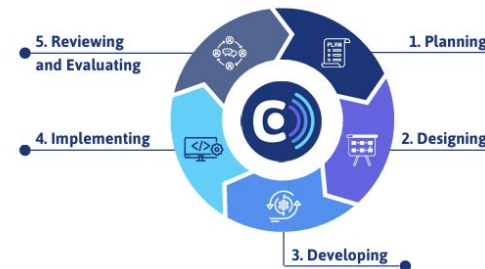 1. Planning
2. Designing
3. Developing
4. Implementing
5. Reviewing
and Evaluating
PLAN